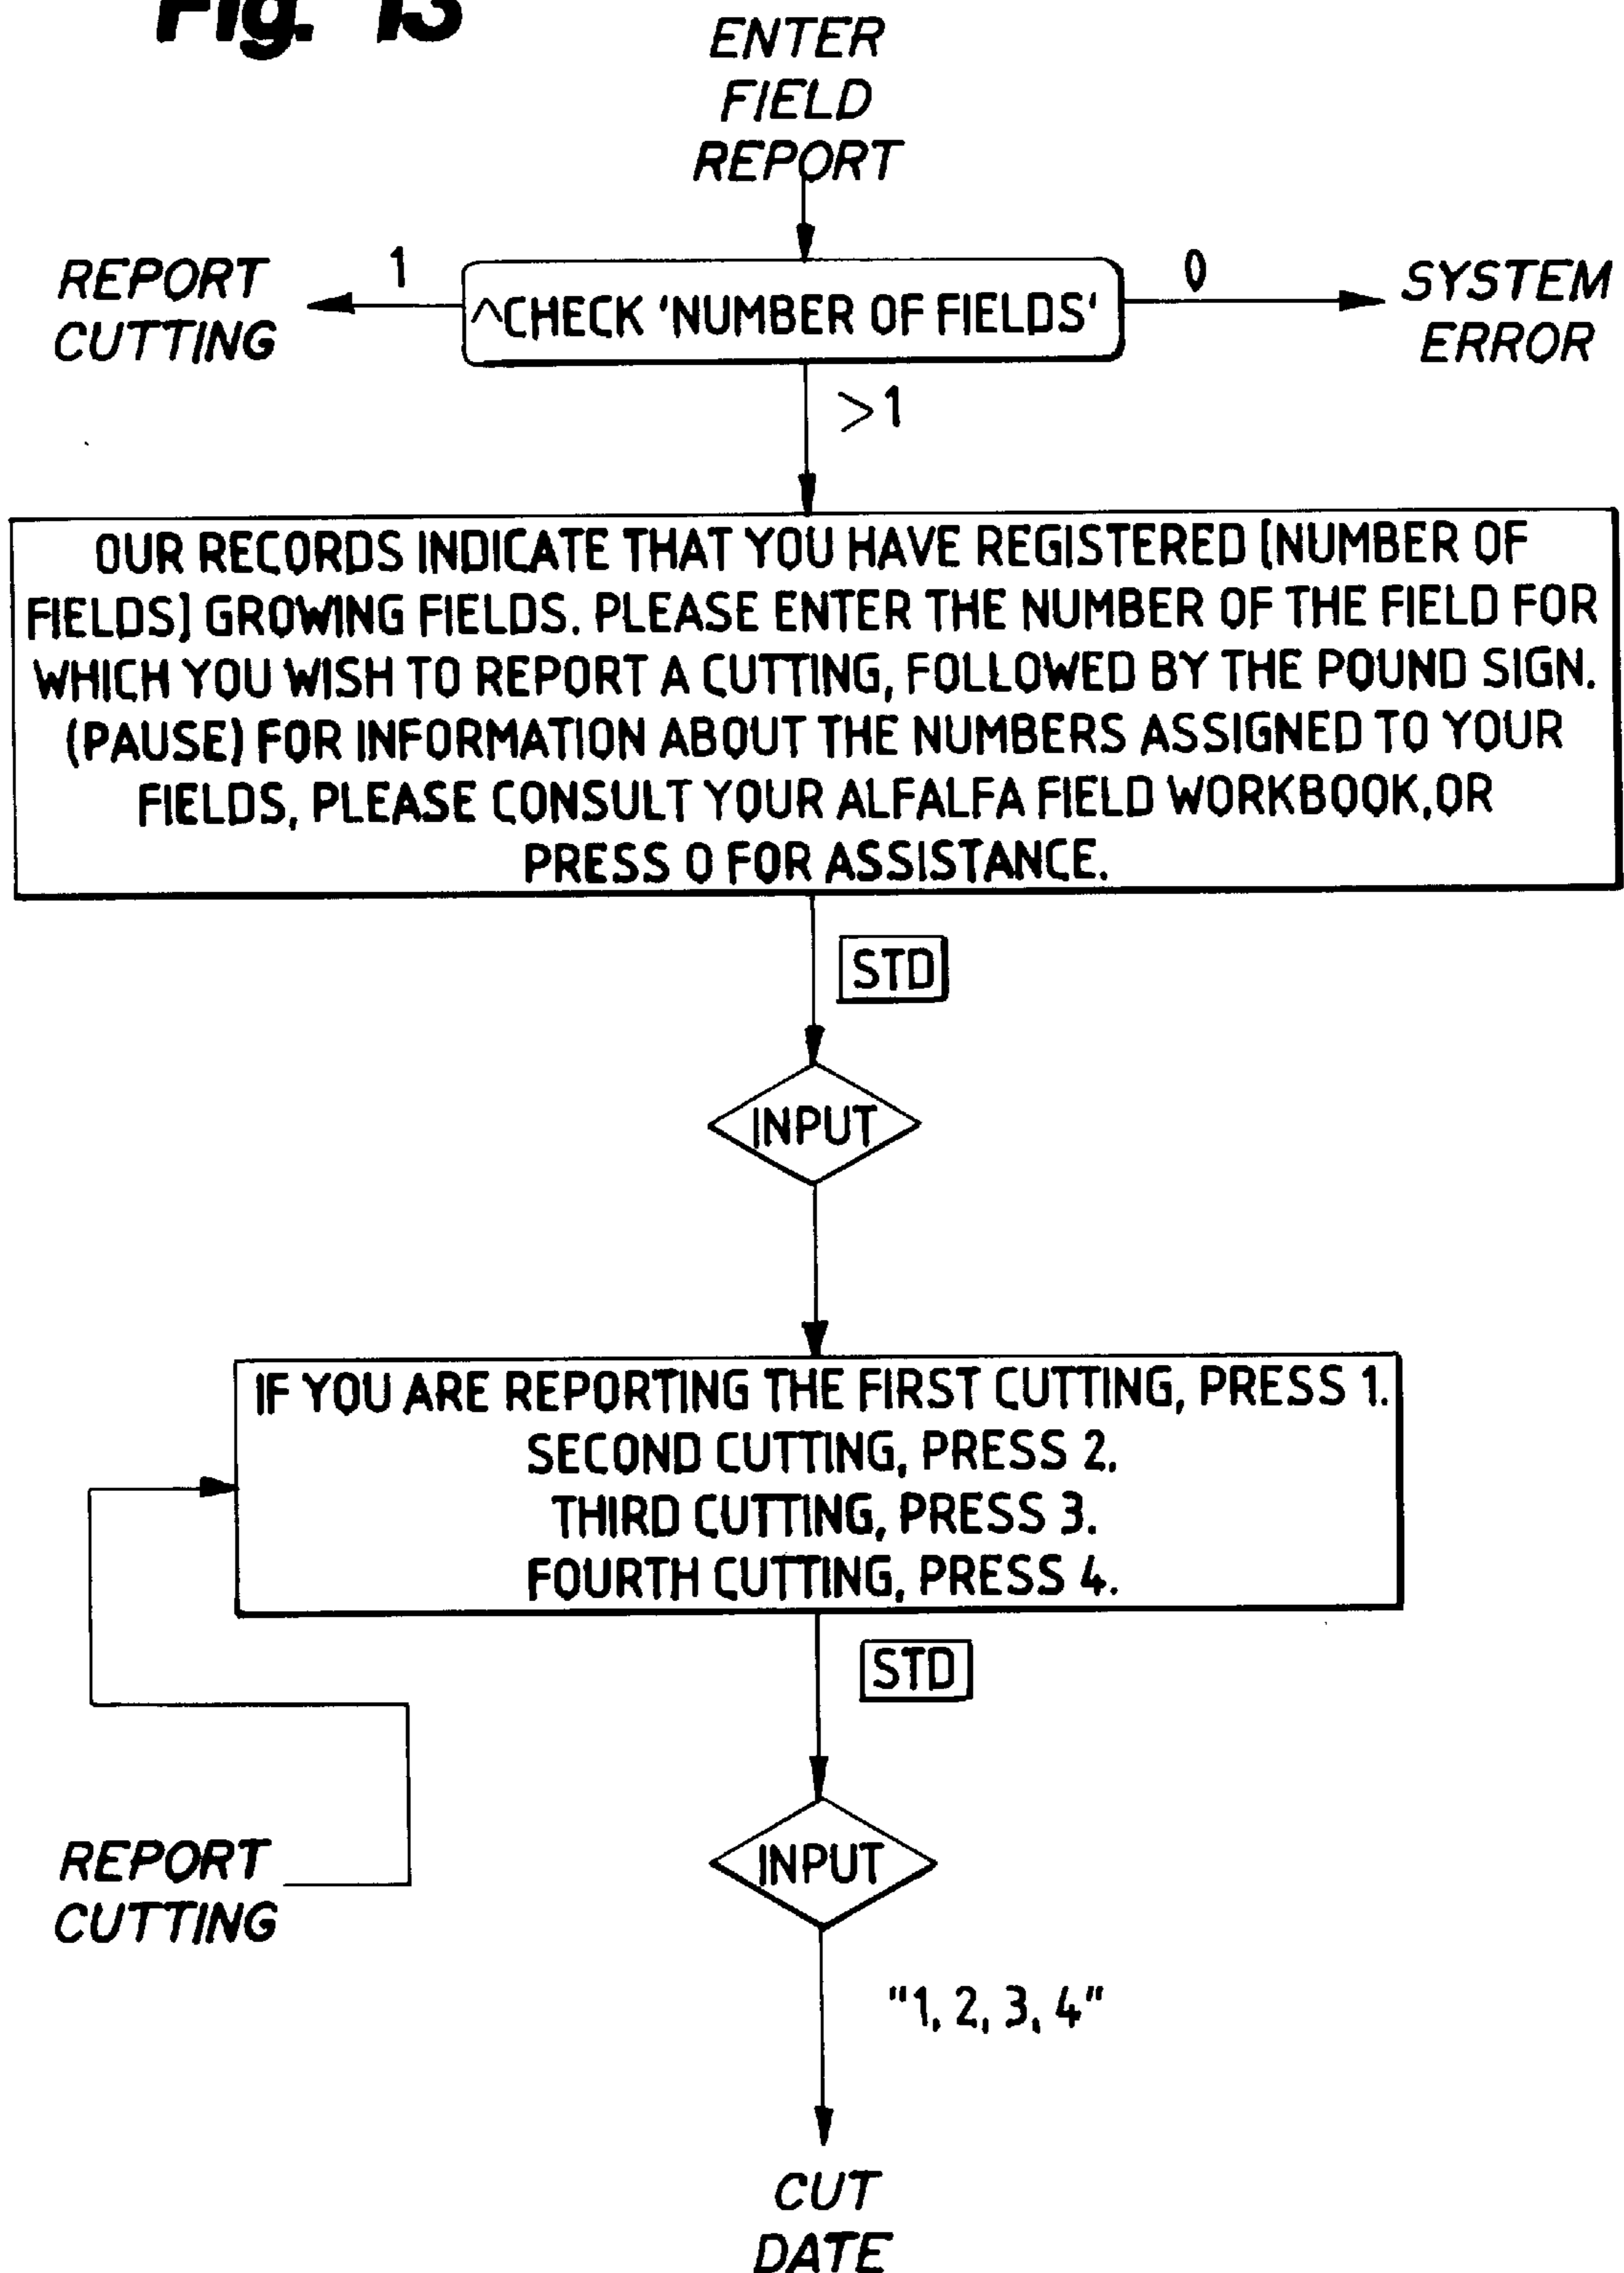 Fig. 13
ENTER
FIELD
REPORT
REPORT
CUTTING
1
^CHECK 'NUMBER OF FIELDS'
0
SYSTEM
ERROR
>1
OUR RECORDS INDICATE THAT YOU HAVE REGISTERED [NUMBER OF
FIELDS] GROWING FIELDS. PLEASE ENTER THE NUMBER OF THE FIELD FOR
WHICH YOU WISH TO REPORT A CUTTING, FOLLOWED BY THE POUND SIGN.
(PAUSE) FOR INFORMATION ABOUT THE NUMBERS ASSIGNED TO YOUR
FIELDS, PLEASE CONSULT YOUR ALFALFA FIELD WORKBOOK,OR
PRESS 0 FOR ASSISTANCE.
STD
INPUT
IF YOU ARE REPORTING THE FIRST CUTTING, PRESS 1.
SECOND CUTTING, PRESS 2.
THIRD CUTTING, PRESS 3.
FOURTH CUTTING, PRESS 4.
STD
INPUT
REPORT
CUTTING
"1, 2, 3, 4"
CUT
DATE